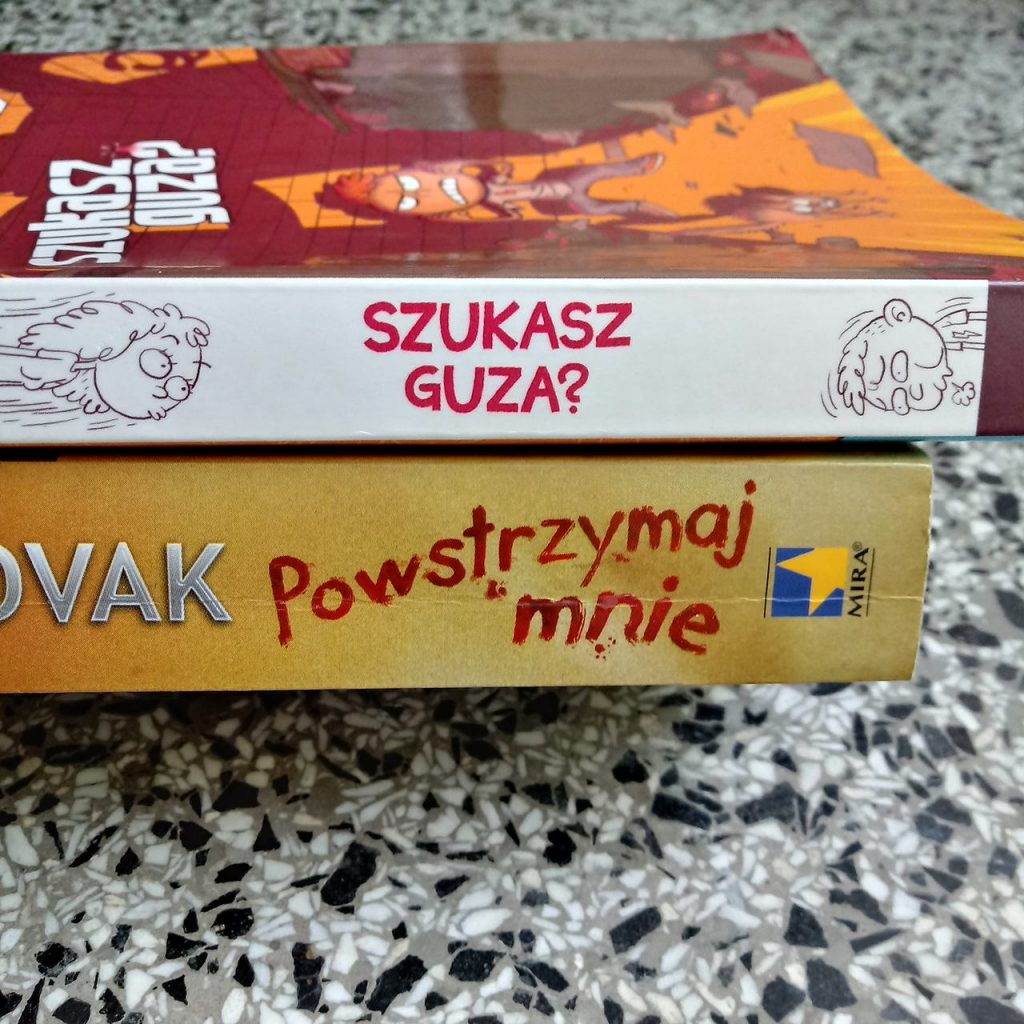 szukasz
guza?
SZUKASZ
GUZA?
OVAK
Powstrzymaj
mnie
MIRA®